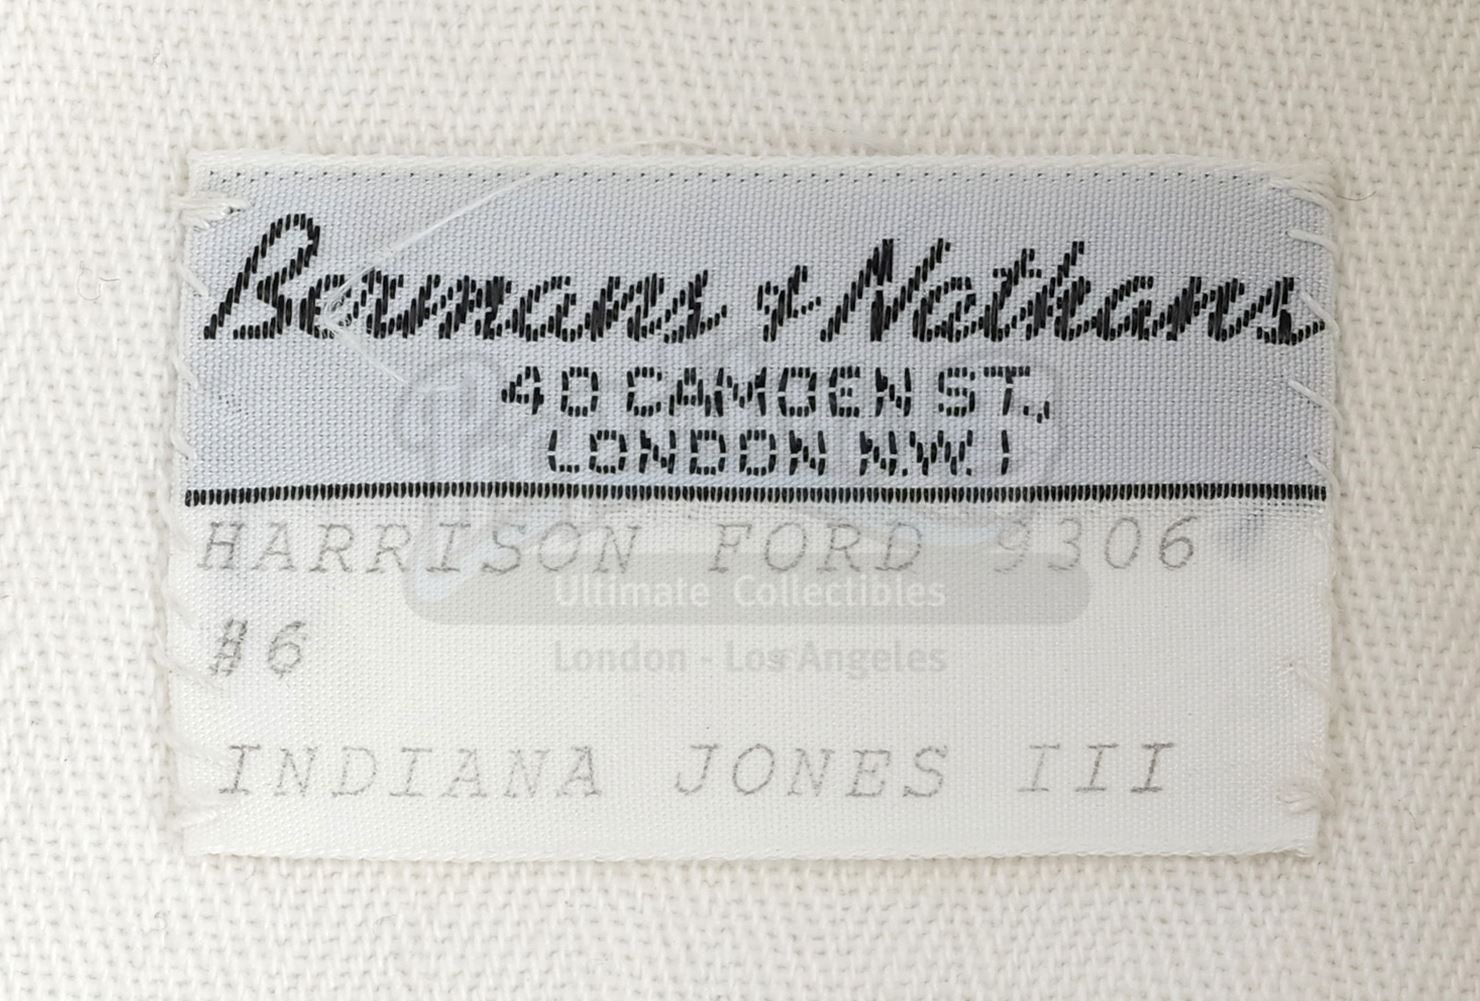 Bermans & Nathans
40 CAMDEN ST.,
LONDON N.W. 1
HARRISON FORD 9306
Ultimate Collectibles
#6
London Los Angeles
INDIANA JONES III